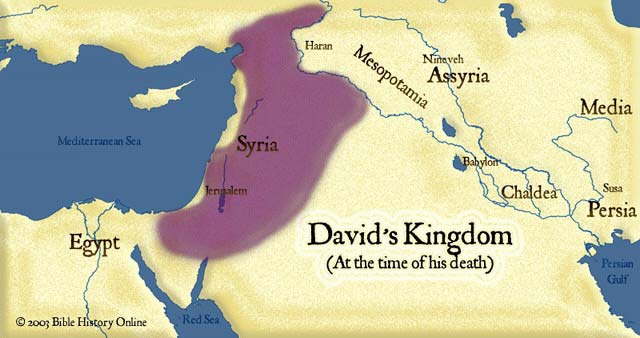 Haran
Nineveh
Mesopotamia
Assyria
Media
Mediterranean Sea
Syria
Babylon
Jerusalem
Chaldea
Susa
Persia
Egypt
David's Kingdom
(At the time of his death)
Persian
Gulf
Red Sea
© 2003 Bible History Online